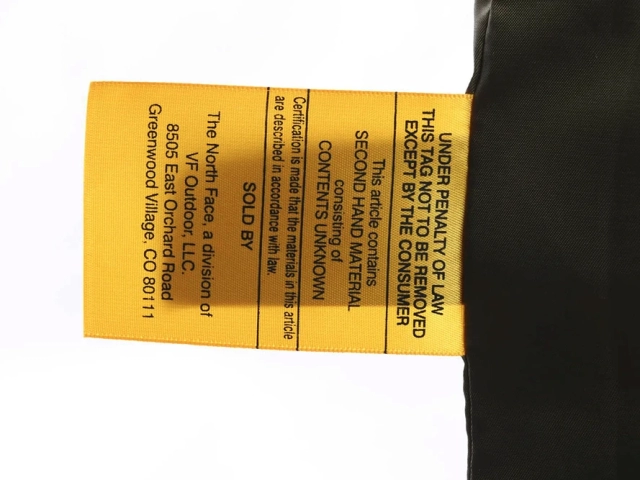 UNDER PENALTY OF LAW
THIS TAG NOT TO BE REMOVED
EXCEPT BY THE CONSUMER
This article contains
SECOND HAND MATERIAL
consisting of
CONTENTS UNKNOWN
Certification is made that the materials in this article
are described in accordance with law.
SOLD BY
The North Face, a division of
VF Outdoor, LLC.
8505 East Orchard Road
Greenwood Village, CO 80111